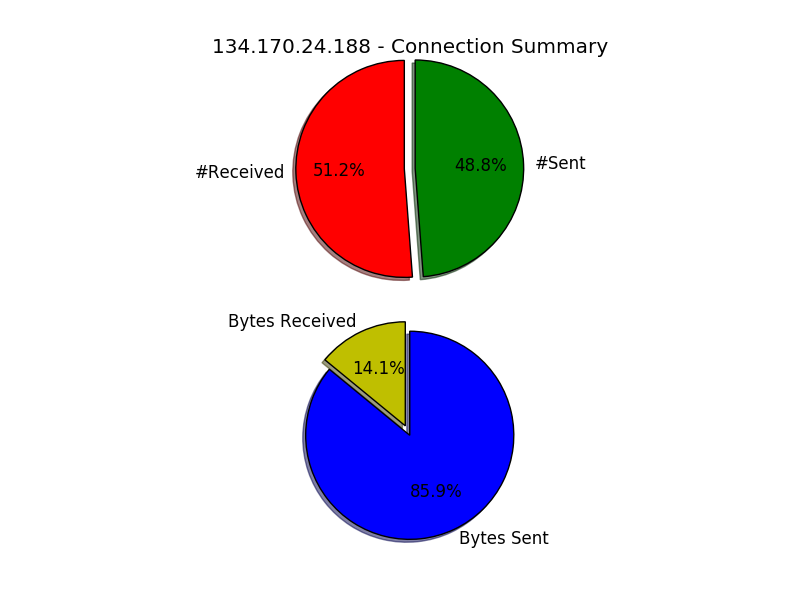 134.170.24.188 - Connection Summary
#Received
51.2%
48.8%
#Sent
Bytes Received
14.1%
85.9%
Bytes Sent